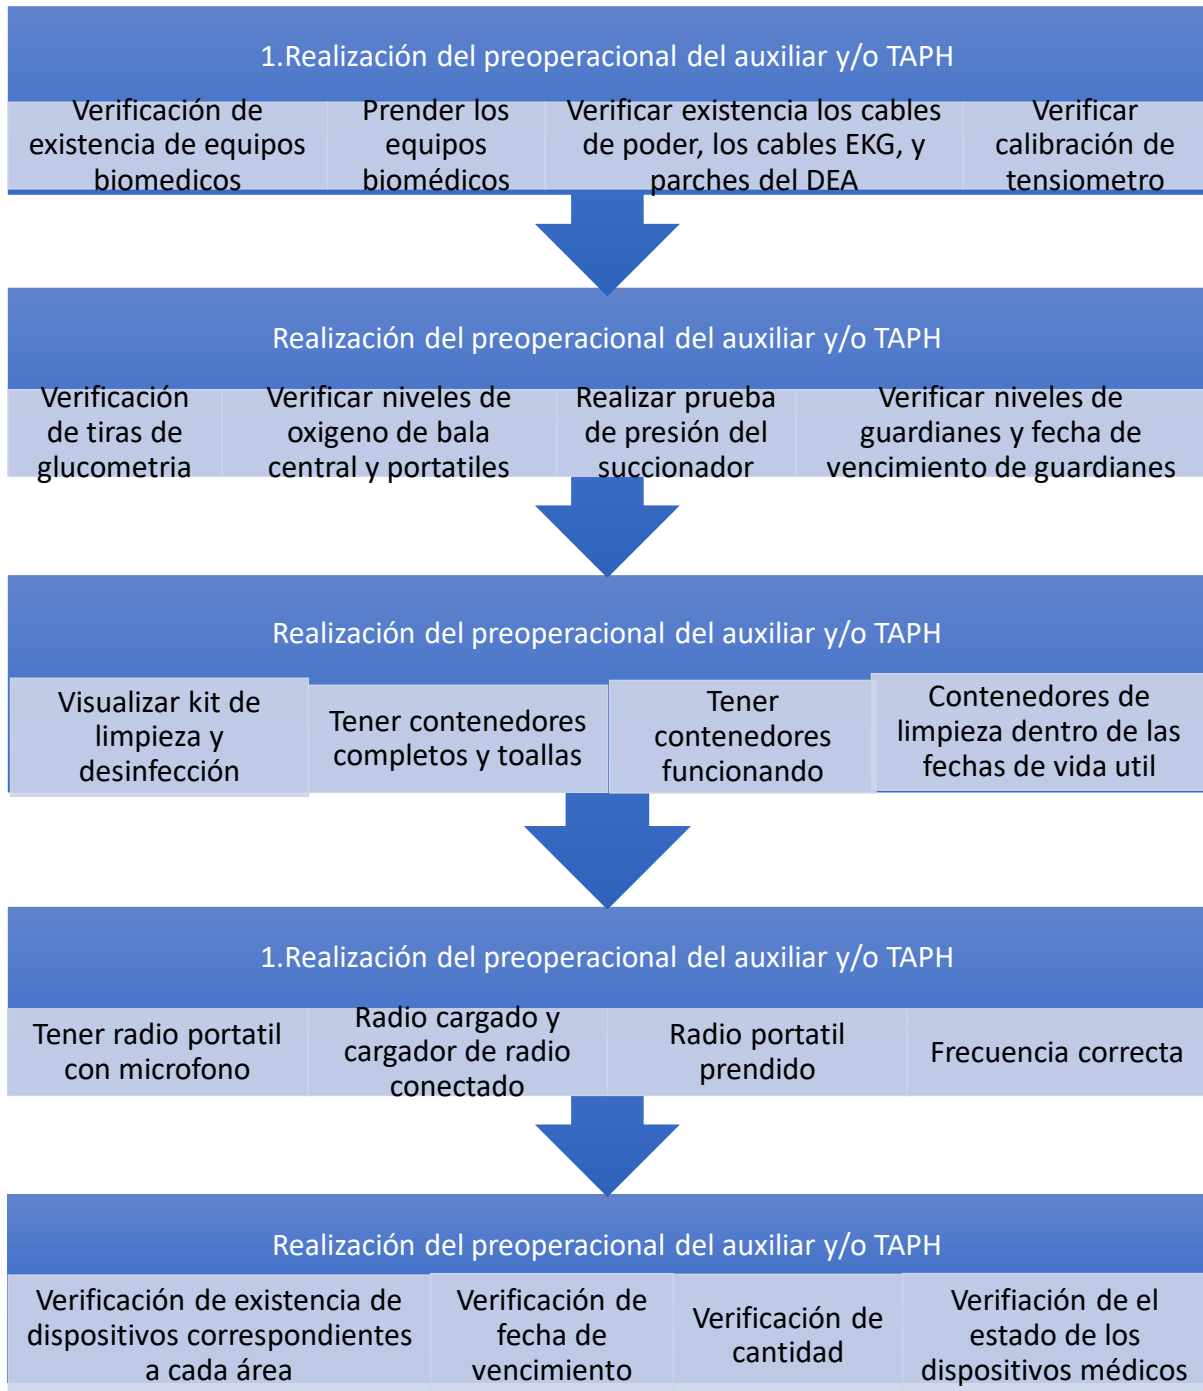 1.Realización del preoperacional del auxiliar y/o TAPH
Verificación de
existencia de equipos
biomedicos
Prender los
equipos
biomédicos
Verificar existencia los cables
de poder, los cables EKG, y
parches del DEA
Verificar
calibración de
tensiometro
Realización del preoperacional del auxiliar y/o TAPH
Verificación
de tiras de
glucometria
Verificar niveles de
oxigeno de bala
central y portatiles
Realizar prueba
de presión del
succionador
Verificar niveles de
guardianes y fecha de
vencimiento de guardianes
Realización del preoperacional del auxiliar y/o TAPH
Visualizar kit de
limpieza y
desinfección
Tener contenedores
completos y toallas
Tener
contenedores
funcionando
Contenedores de
limpieza dentro de las
fechas de vida util
1.Realización del preoperacional del auxiliar y/o TAPH
Tener radio portatil
con microfono
Radio cargado y
cargador de radio
conectado
Radio portatil
prendido
Frecuencia correcta
Realización del preoperacional del auxiliar y/o TAPH
Verificación de existencia de
dispositivos correspondientes
a cada área
Verificación de
fecha de
vencimiento
Verificación de
cantidad
Verifiación de el
estado de los
dispositivos médicos